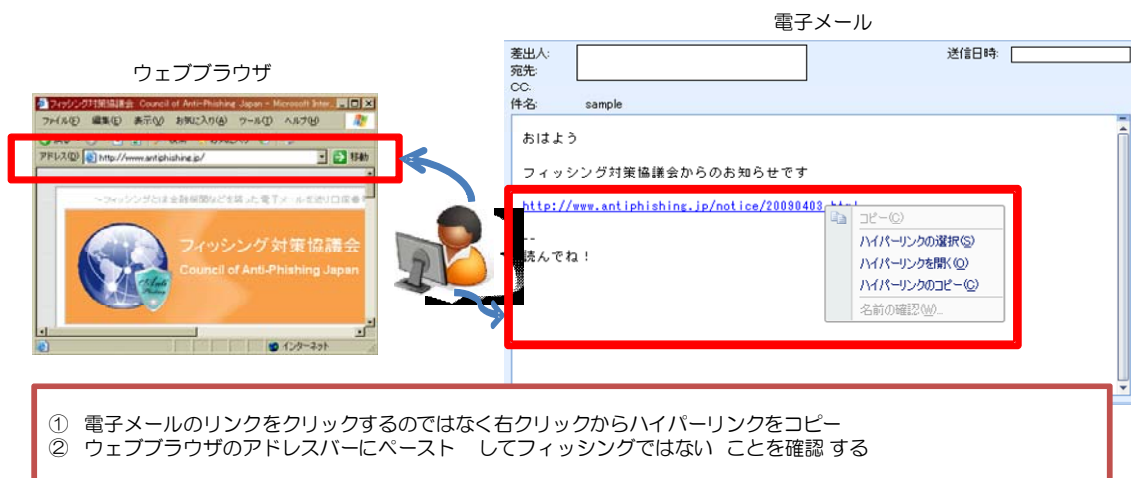 電子メール
ウェブブラウザ
差出人:
送信日時:
宛先:
CC:
件名: sample
フィッシング対策協議会 Council of Anti-Phishing Japan - Microsoft Inter
ファイル(F) 編集(E) 表示(V) お気に入り(A) ツール(T) ヘルプ(H)
アドレス(D) http://www.antiphishing.jp/ 移動
フィッシング対策協議会
Council of Anti-Phishing Japan
インターネット
おはよう
フィッシング対策協議会からのお知らせです
http://www.antiphishing.jp/notice/20090403.html
--
読んでね！
コピー(C)
ハイパーリンクの選択(S)
ハイパーリンクを開く(O)
ハイパーリンクのコピー(C)
名前の確認(W)...
① 電子メールのリンクをクリックするのではなく右クリックからハイパーリンクをコピー
② ウェブブラウザのアドレスバーにペースト してフィッシングではない ことを確認 する